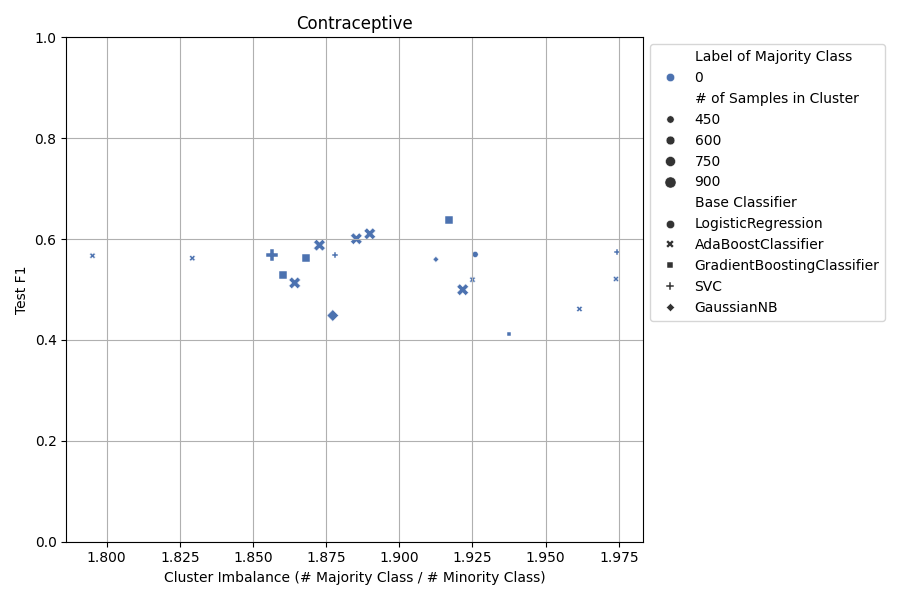 Contraceptive
1.0
0.8
0.6
0.4
0.2
0.0
Test F1
1.800
1.825
1.850
1.875
1.900
1.925
1.950
1.975
Cluster Imbalance (# Majority Class / # Minority Class)
Label of Majority Class
0
# of Samples in Cluster
450
600
750
900
Base Classifier
LogisticRegression
AdaBoostClassifier
GradientBoostingClassifier
SVC
GaussianNB